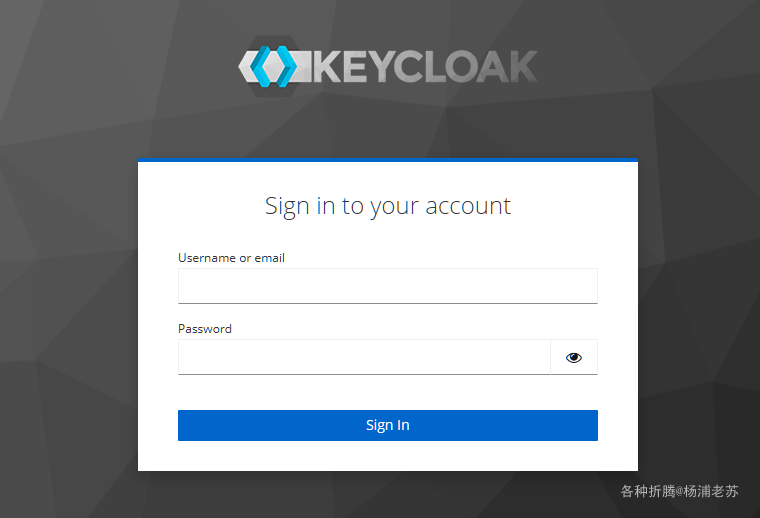 KEYCLOAK
Sign in to your account
Username or email
Password
Sign In
各种折腾@杨浦老苏